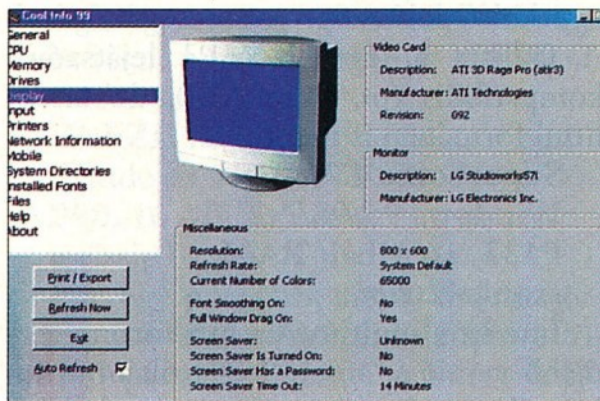 Cool Info 99
General
CPU
Memory
Drives
Display
Input
Printers
Network Information
Mobile
System Directories
Installed Fonts
Files
Help
About
Print / Export
Refresh Now
Exit
Auto Refresh
Video Card
Description: ATI 3D Rage Pro (atir3)
Manufacturer: ATI Technologies
Revision: 092
Monitor
Description: LG Studoworks57i
Manufacturer: LG Electronics Inc.
Miscellaneous
Resolution: 800 x 600
Refresh Rate: System Default
Current Number of Colors: 65000
Font Smoothing On: No
Full Window Drag On: Yes
Screen Saver: Unknown
Screen Saver Is Turned On: No
Screen Saver Has a Password: No
Screen Saver Time Out: 14 Minutes